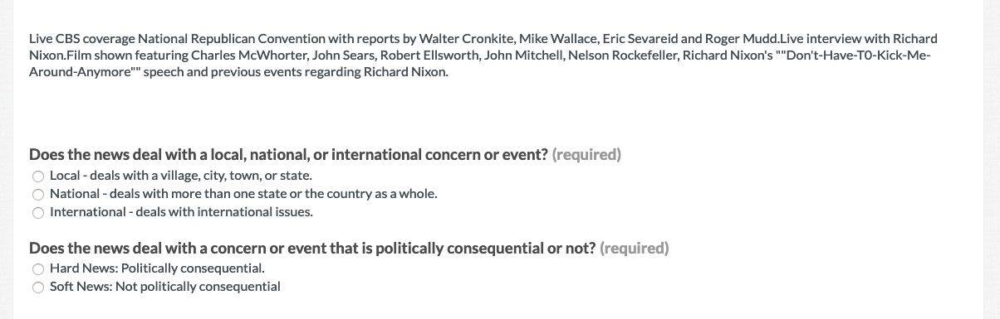 Live CBS coverage National Republican Convention with reports by Walter Cronkite, Mike Wallace, Eric Sevareid and Roger Mudd.Live interview with Richard
Nixon.Film shown featuring Charles McWhorter, John Sears, Robert Ellsworth, John Mitchell, Nelson Rockefeller, Richard Nixon's ""Don't-Have-T0-Kick-Me-
Around-Anymore"" speech and previous events regarding Richard Nixon.
Does the news deal with a local, national, or international concern or event? (required)
Local - deals with a village, city, town, or state.
National - deals with more than one state or the country as a whole.
International - deals with international issues.
Does the news deal with a concern or event that is politically consequential or not? (required)
Hard News: Politically consequential.
Soft News: Not politically consequential